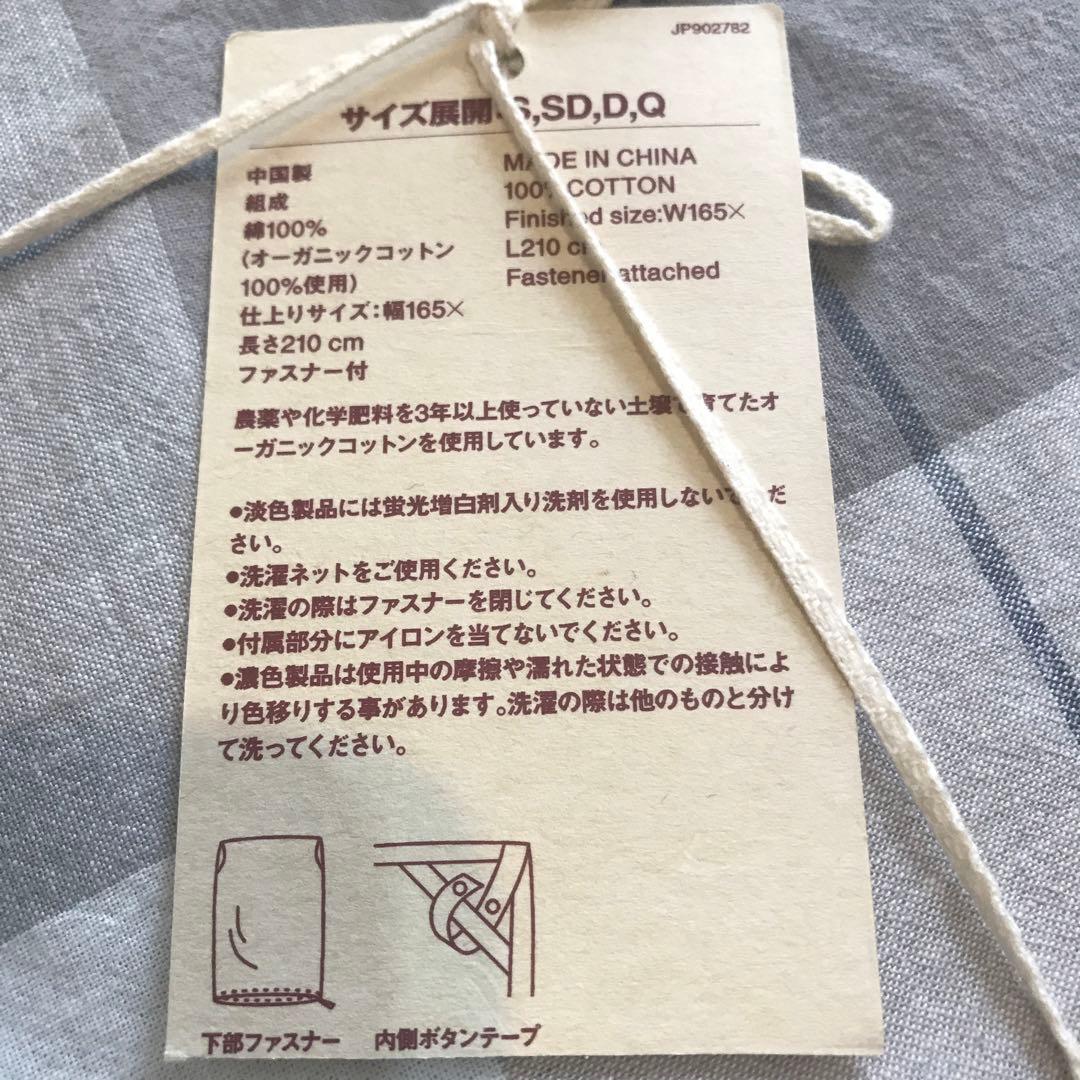 JP902782
サイズ展開:S,SD,D,Q
中国製
組成
綿100%
(オーガニックコットン
100%使用)
仕上りサイズ:幅165×
長さ210 cm
ファスナー付
MADE IN CHINA
100% COTTON
Finished size:W165×
L210 cm
Fastener attached
農薬や化学肥料を3年以上使っていない土壌で育てたオ
ーガニックコットンを使用しています。
●淡色製品には蛍光増白剤入り洗剤を使用しないでくだ
さい。
●洗濯ネットをご使用ください。
●洗濯の際はファスナーを閉じてください。
●付属部分にアイロンを当てないでください。
●濃色製品は使用中の摩擦や濡れた状態での接触によ
り色移りする事があります。洗濯の際は他のものと分け
て洗ってください。
下部ファスナー
内側ボタンテープ